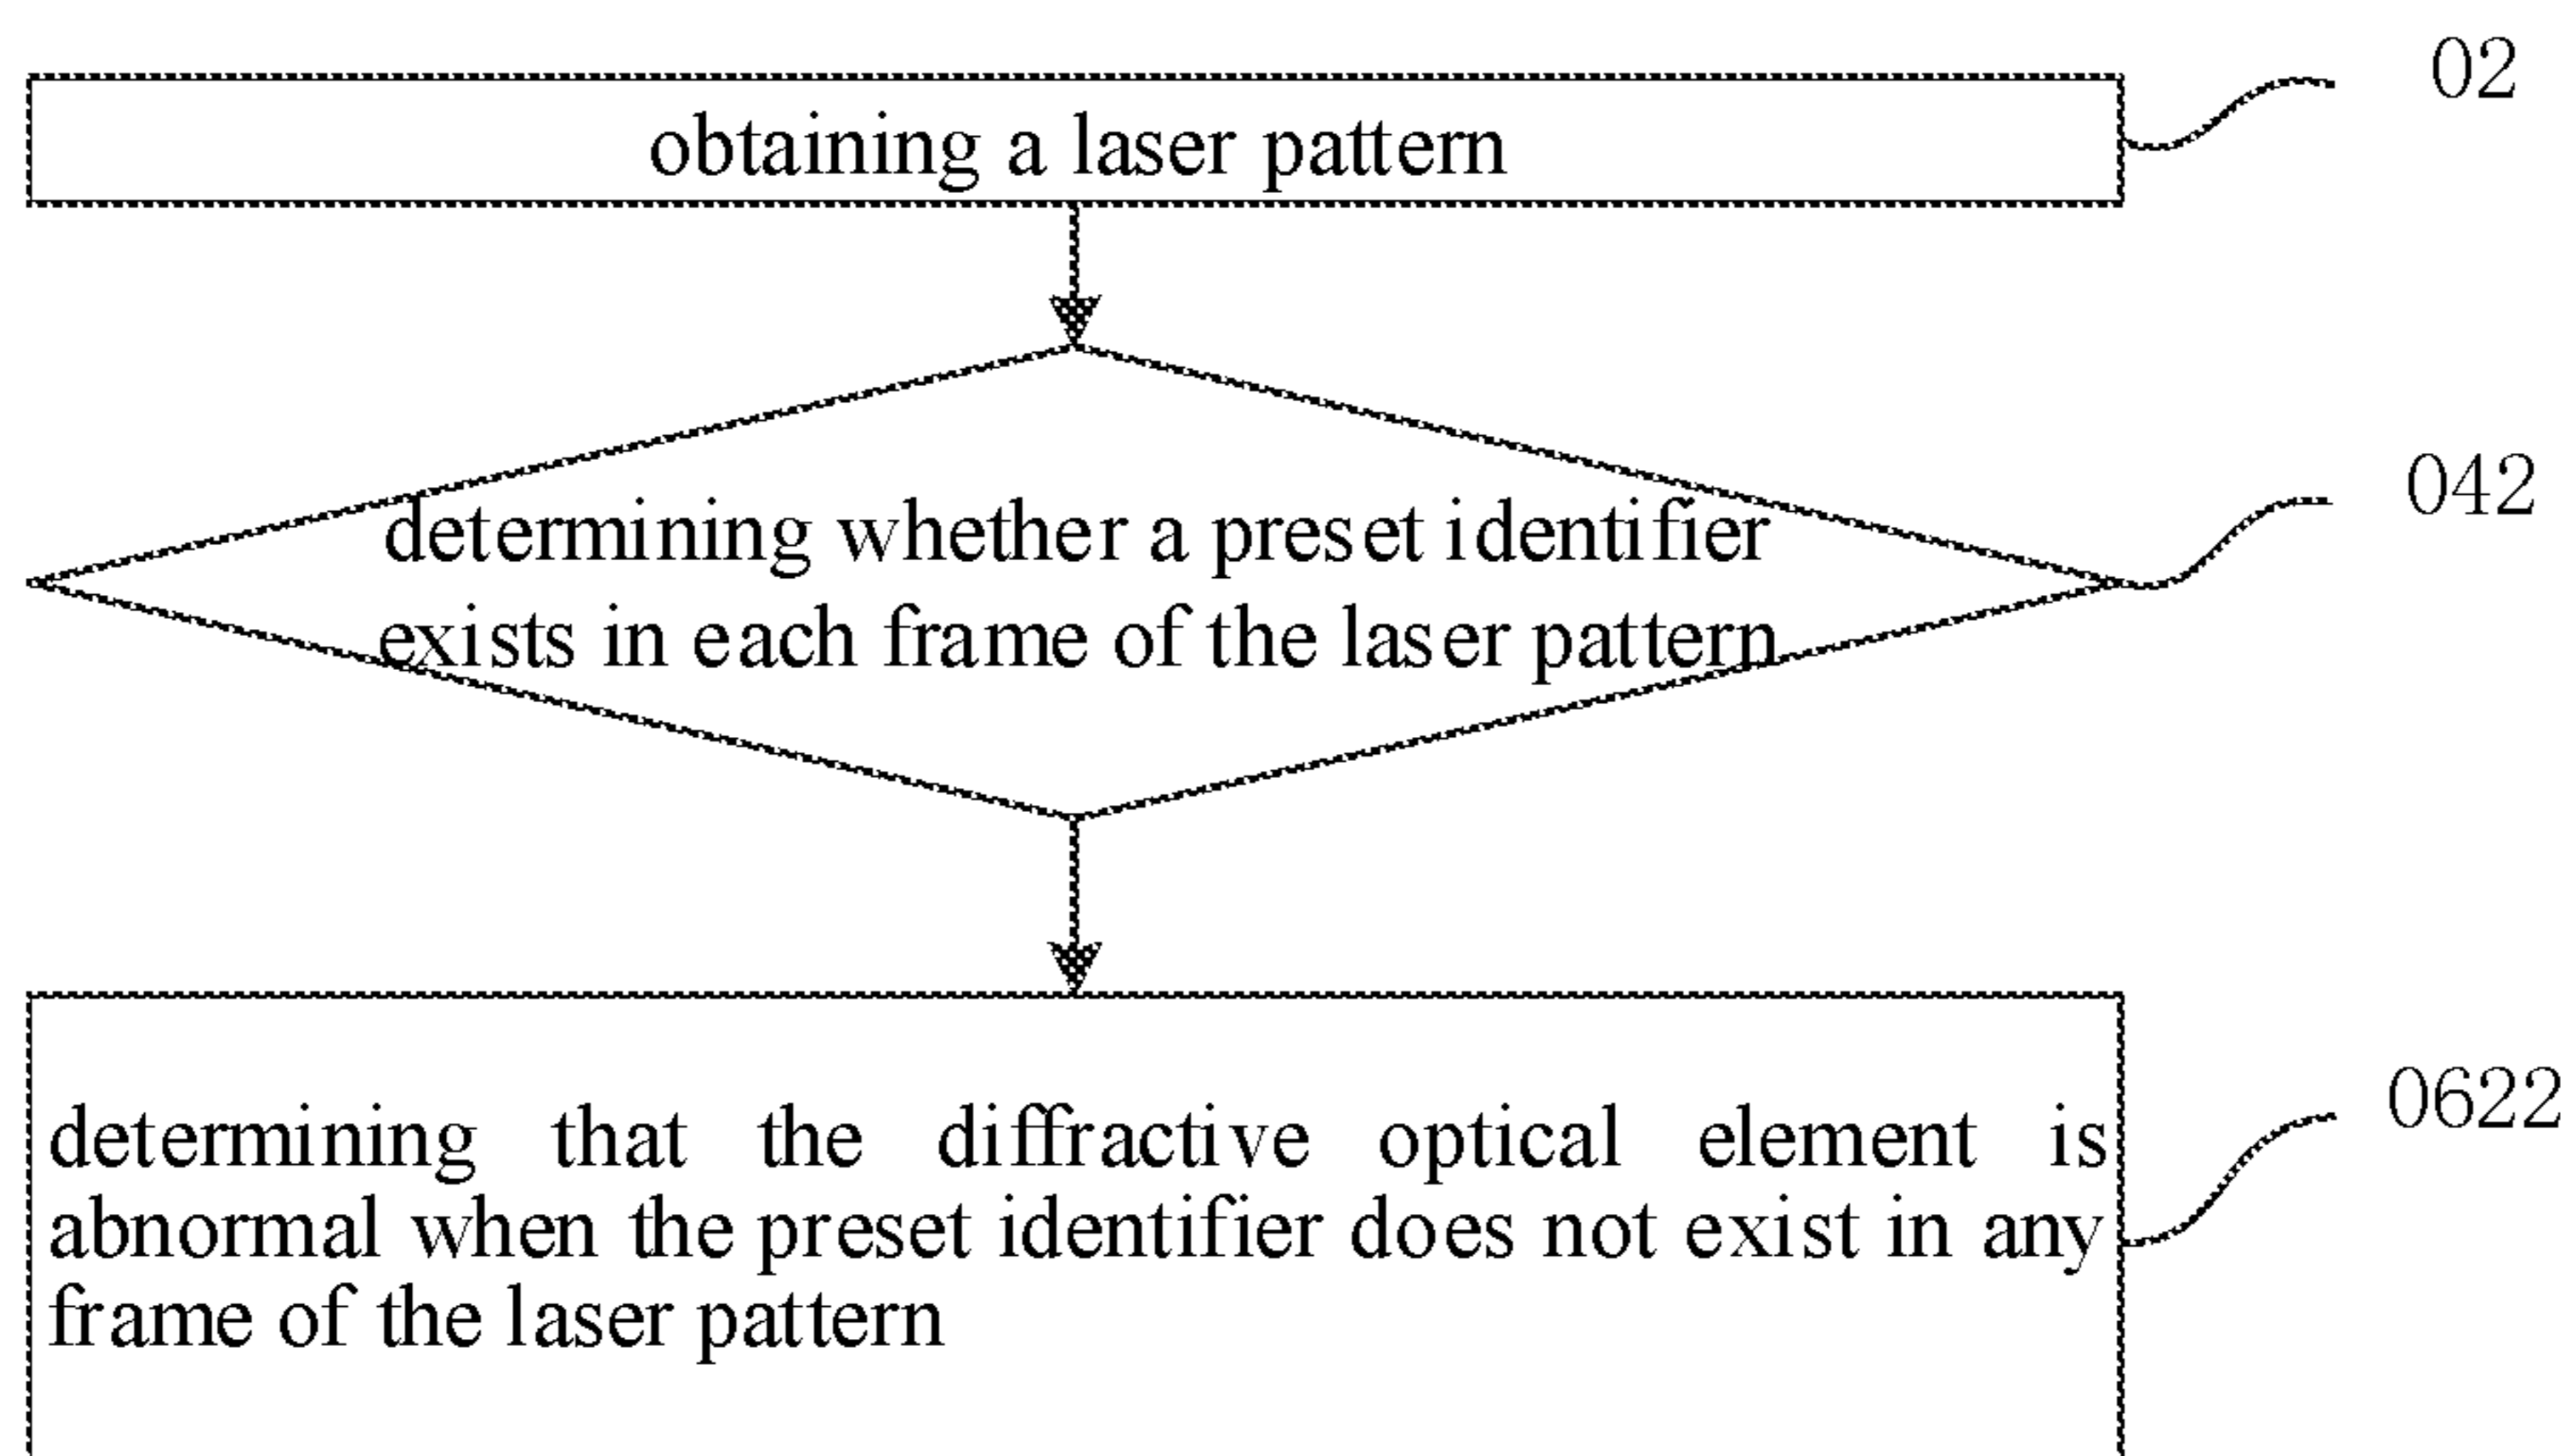 02
obtaining a laser pattern
042
determining whether a preset identifier
exists in each frame of the laser pattern
0622
determining that the diffractive optical element is
abnormal when the preset identifier does not exist in any
frame of the laser pattern